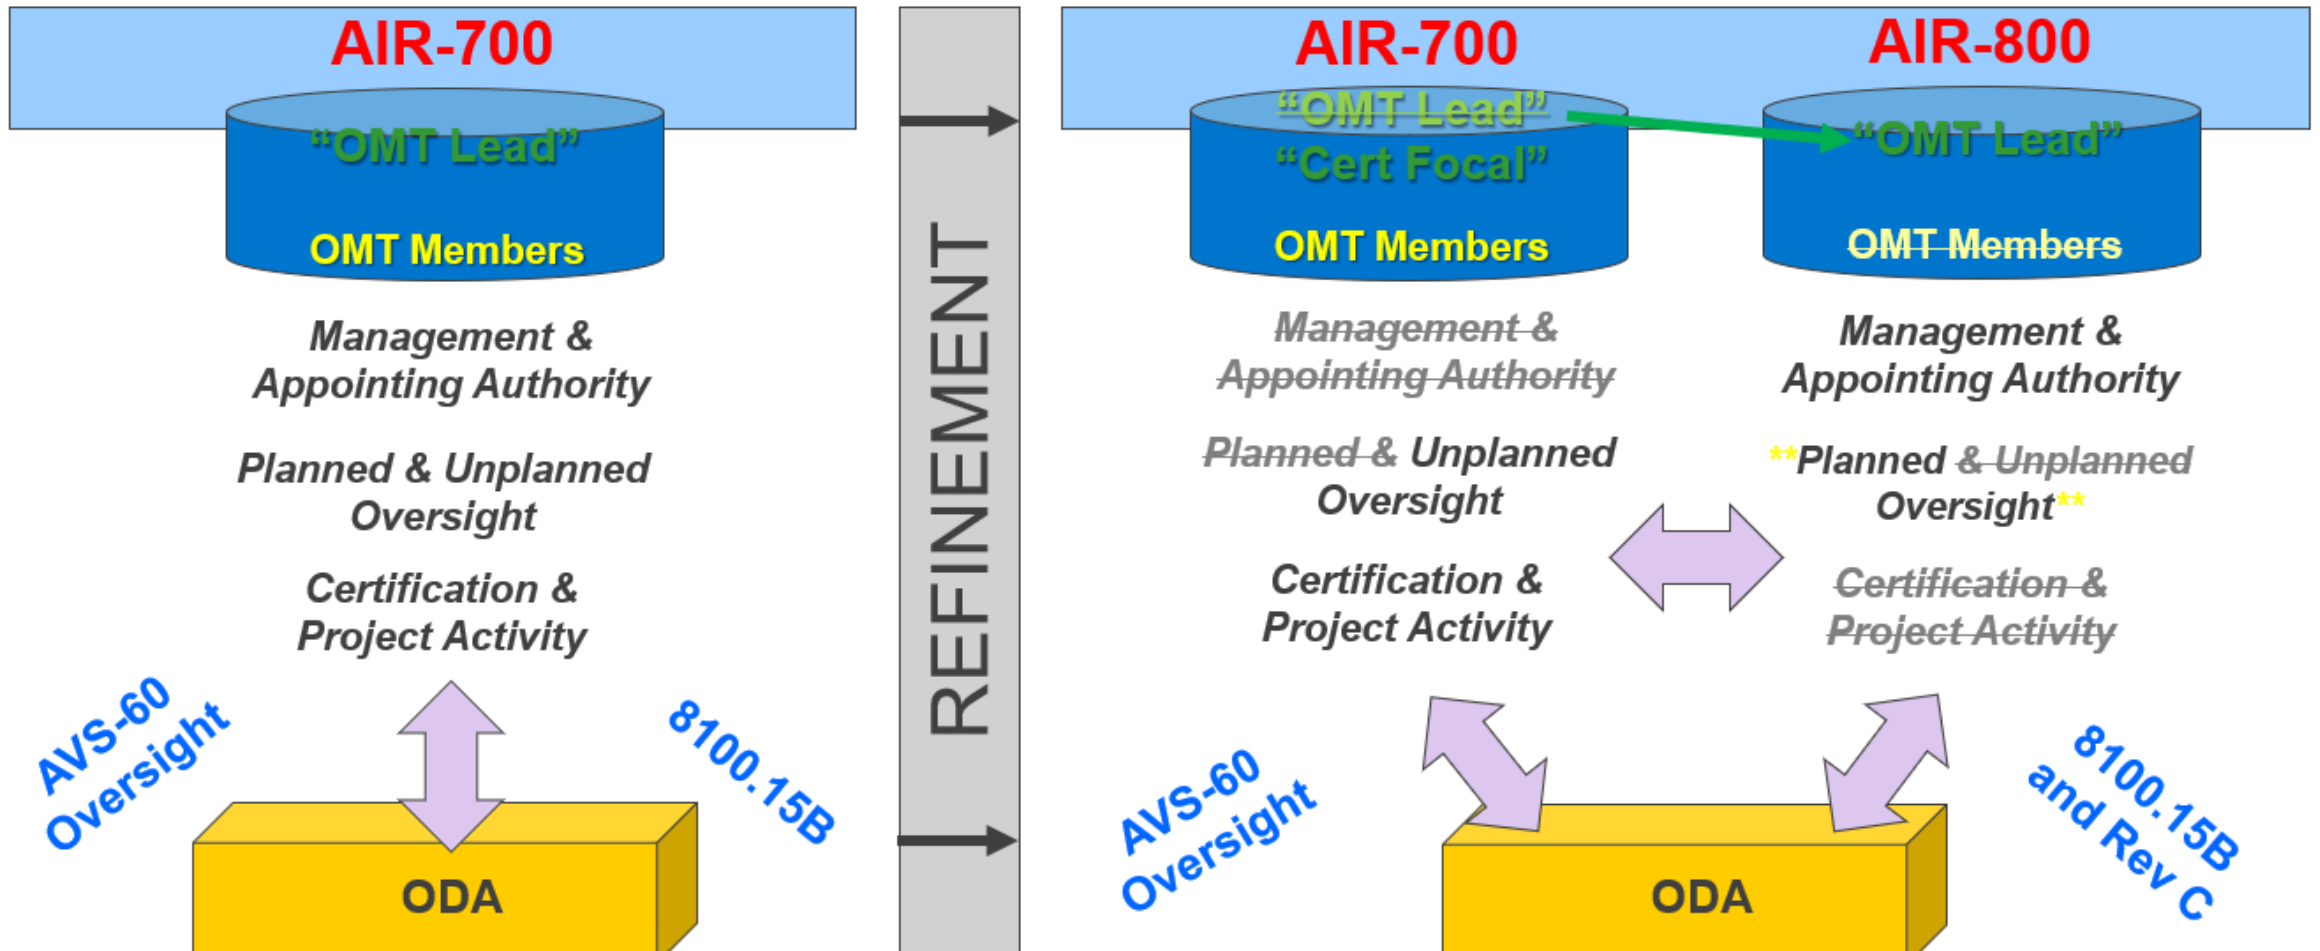 AIR-700
“OMT Lead”
OMT Members
Management &
Appointing Authority
Planned & Unplanned
Oversight
Certification &
Project Activity
AVS-60
Oversight
8100.15B
ODA
REFINEMENT
AIR-700
“OMT Lead”
“Cert Focal”
OMT Members
Management &
Appointing Authority
Planned & Unplanned
Oversight
Certification &
Project Activity
AIR-800
“OMT Lead”
OMT Members
Management &
Appointing Authority
**Planned & Unplanned
Oversight**
Certification &
Project Activity
AVS-60
Oversight
8100.15B
and Rev C
ODA